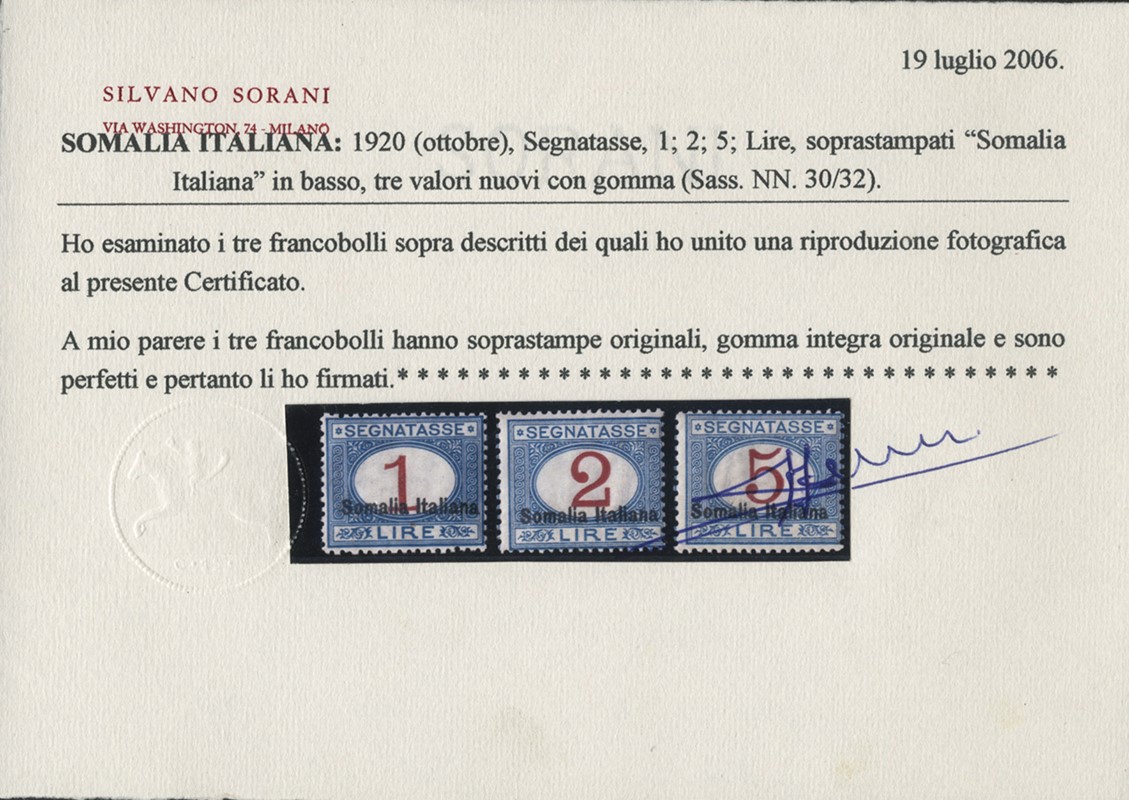 19 luglio 2006.
SILVANO SORANI
VIA WASHINGTON, 74 - MILANO
SOMALIA ITALIANA: 1920 (ottobre), Segnatasse, 1; 2; 5; Lire, soprastampati “Somalia
Italiana” in basso, tre valori nuovi con gomma (Sass. NN. 30/32).
Ho esaminato i tre francobolli sopra descritti dei quali ho unito una riproduzione fotografica
al presente Certificato.
A mio parere i tre francobolli hanno soprastampe originali, gomma integra originale e sono
perfetti e pertanto li ho firmati.* * * * * * * * * * * * * * * * * * * * * * * * * * * * * * * * *
SEGNATASSE
1
Somalia Italiana
LIRE
SEGNATASSE
2
Somalia Italiana
LIRE
SEGNATASSE
5
Somalia Italiana
LIRE